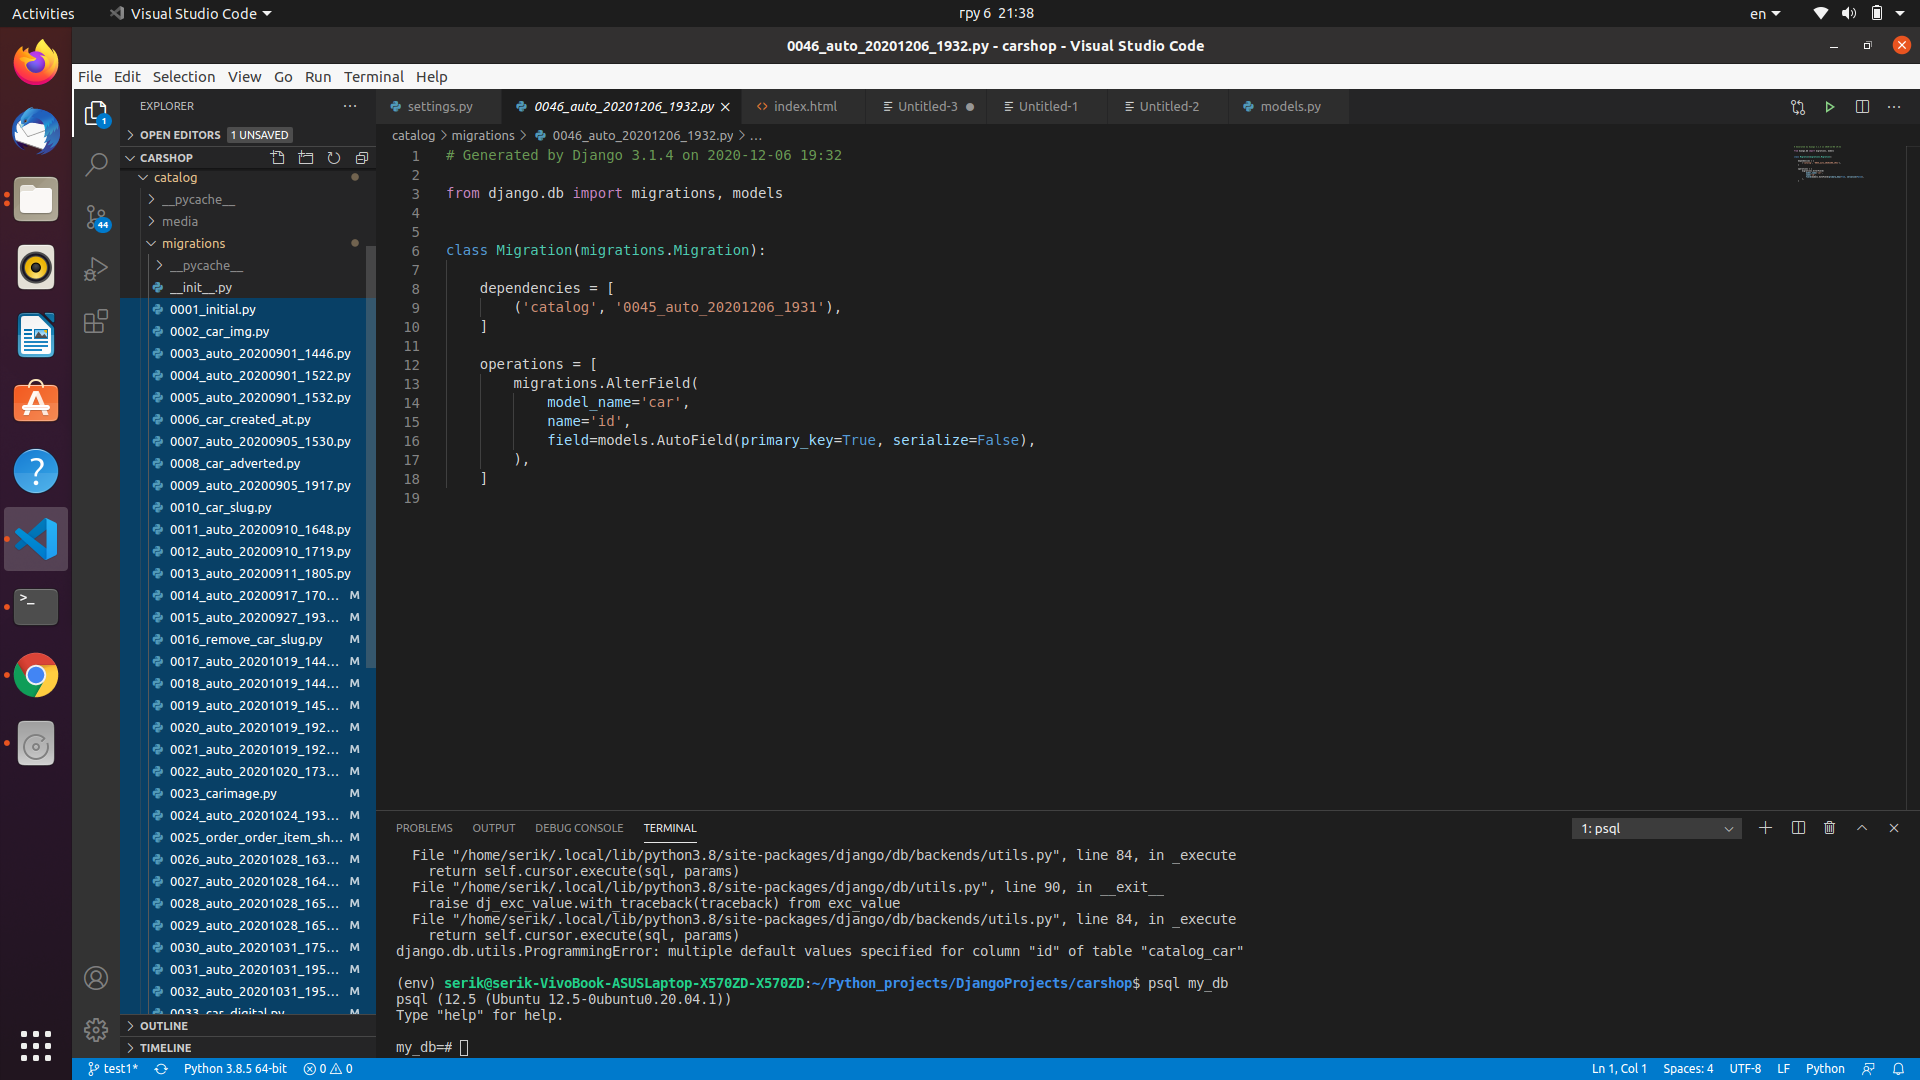 Activities
Visual Studio Code
гру 6 21:38
en
0046_auto_20201206_1932.py - carshop - Visual Studio Code
File Edit Selection View Go Run Terminal Help
EXPLORER
settings.py
0046_auto_20201206_1932.py
index.html
Untitled-3
Untitled-1
Untitled-2
models.py
OPEN EDITORS 1 UNSAVED
CARSHOP
catalog
__pycache__
media
migrations
__pycache__
__init__.py
0001_initial.py
0002_car_img.py
0003_auto_20200901_1446.py
0004_auto_20200901_1522.py
0005_auto_20200901_1532.py
0006_car_created_at.py
0007_auto_20200905_1530.py
0008_car_adverted.py
0009_auto_20200905_1917.py
0010_car_slug.py
0011_auto_20200910_1648.py
0012_auto_20200910_1719.py
0013_auto_20200911_1805.py
0014_auto_20200917_170... M
0015_auto_20200927_193... M
0016_remove_car_slug.py M
0017_auto_20201019_144... M
0018_auto_20201019_144... M
0019_auto_20201019_145... M
0020_auto_20201019_192... M
0021_auto_20201019_192... M
0022_auto_20201020_173... M
0023_carimage.py M
0024_auto_20201024_193... M
0025_order_order_item_sh... M
0026_auto_20201028_163... M
0027_auto_20201028_164... M
0028_auto_20201028_165... M
0029_auto_20201028_165... M
0030_auto_20201031_175... M
0031_auto_20201031_195... M
0032_auto_20201031_195... M
0033_car_digital.py M
OUTLINE
TIMELINE
1
44
catalog > migrations > 0046_auto_20201206_1932.py > ...
1 # Generated by Django 3.1.4 on 2020-12-06 19:32
2
3 from django.db import migrations, models
4
5
6 class Migration(migrations.Migration):
7
8 dependencies = [
9 ('catalog', '0045_auto_20201206_1931'),
10 ]
11
12 operations = [
13 migrations.AlterField(
14 model_name='car',
15 name='id',
16 field=models.AutoField(primary_key=True, serialize=False),
17 ),
18 ]
19
PROBLEMS OUTPUT DEBUG CONSOLE TERMINAL
1: psql
File "/home/serik/.local/lib/python3.8/site-packages/django/db/backends/utils.py", line 84, in _execute
return self.cursor.execute(sql, params)
File "/home/serik/.local/lib/python3.8/site-packages/django/db/utils.py", line 90, in __exit__
raise dj_exc_value.with_traceback(traceback) from exc_value
File "/home/serik/.local/lib/python3.8/site-packages/django/db/backends/utils.py", line 84, in _execute
return self.cursor.execute(sql, params)
django.db.utils.ProgrammingError: multiple default values specified for column "id" of table "catalog_car"
(env) serik@serik-VivoBook-ASUSLaptop-X570ZD-X570ZD:~/Python_projects/DjangoProjects/carshop$ psql my_db
psql (12.5 (Ubuntu 12.5-0ubuntu0.20.04.1))
Type "help" for help.
my_db=#
test1* Python 3.8.5 64-bit 0 0
Ln 1, Col 1 Spaces: 4 UTF-8 LF Python